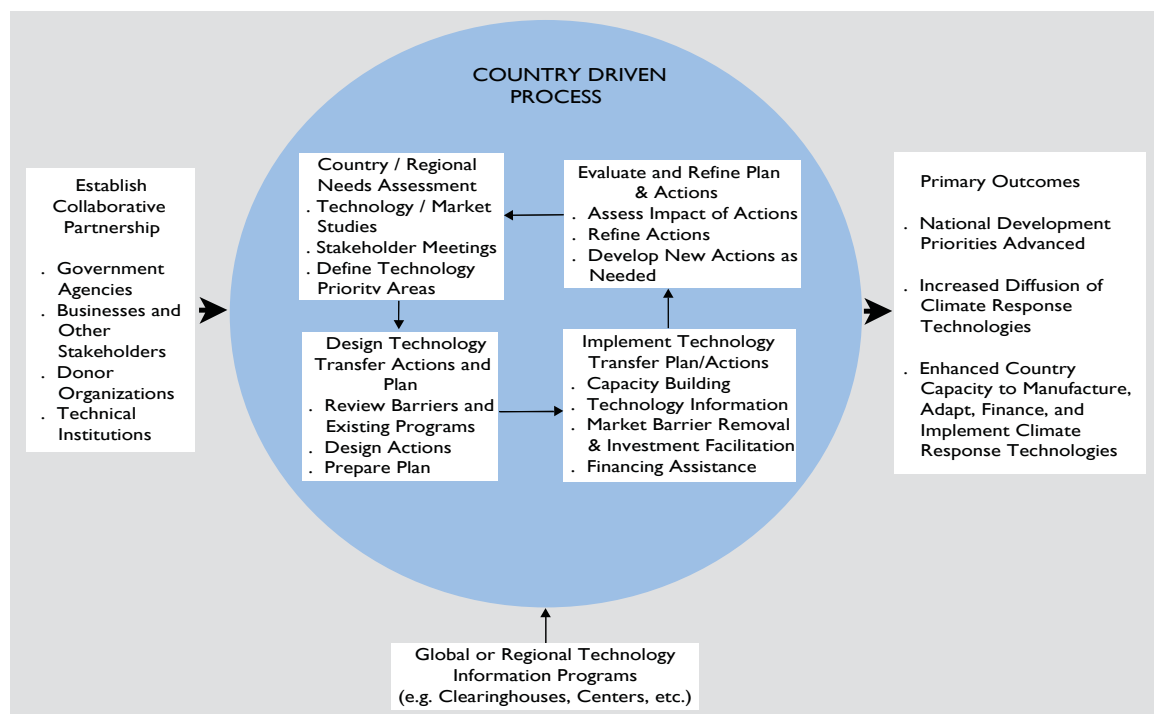 COUNTRY DRIVEN
PROCESS
Establish
Collaborative
Partnership
. Government
Agencies
. Businesses and
Other
Stakeholders
. Donor
Organizations
. Technical
Institutions
Country / Regional
Needs Assessment
. Technology / Market
Studies
. Stakeholder Meetings
. Define Technology
Priority Areas
Design Technology
Transfer Actions and
Plan
. Review Barriers and
Existing Programs
. Design Actions
. Prepare Plan
Implement Technology
Transfer Plan/Actions
. Capacity Building
. Technology Information
. Market Barrier Removal
& Investment Facilitation
. Financing Assistance
Evaluate and Refine Plan
& Actions
. Assess Impact of Actions
. Refine Actions
. Develop New Actions as
Needed
Primary Outcomes
. National Development
Priorities Advanced
. Increased Diffusion of
Climate Response
Technologies
. Enhanced Country
Capacity to Manufacture,
Adapt, Finance, and
Implement Climate
Response Technologies
Global or Regional Technology
Information Programs
(e.g. Clearinghouses, Centers, etc.)